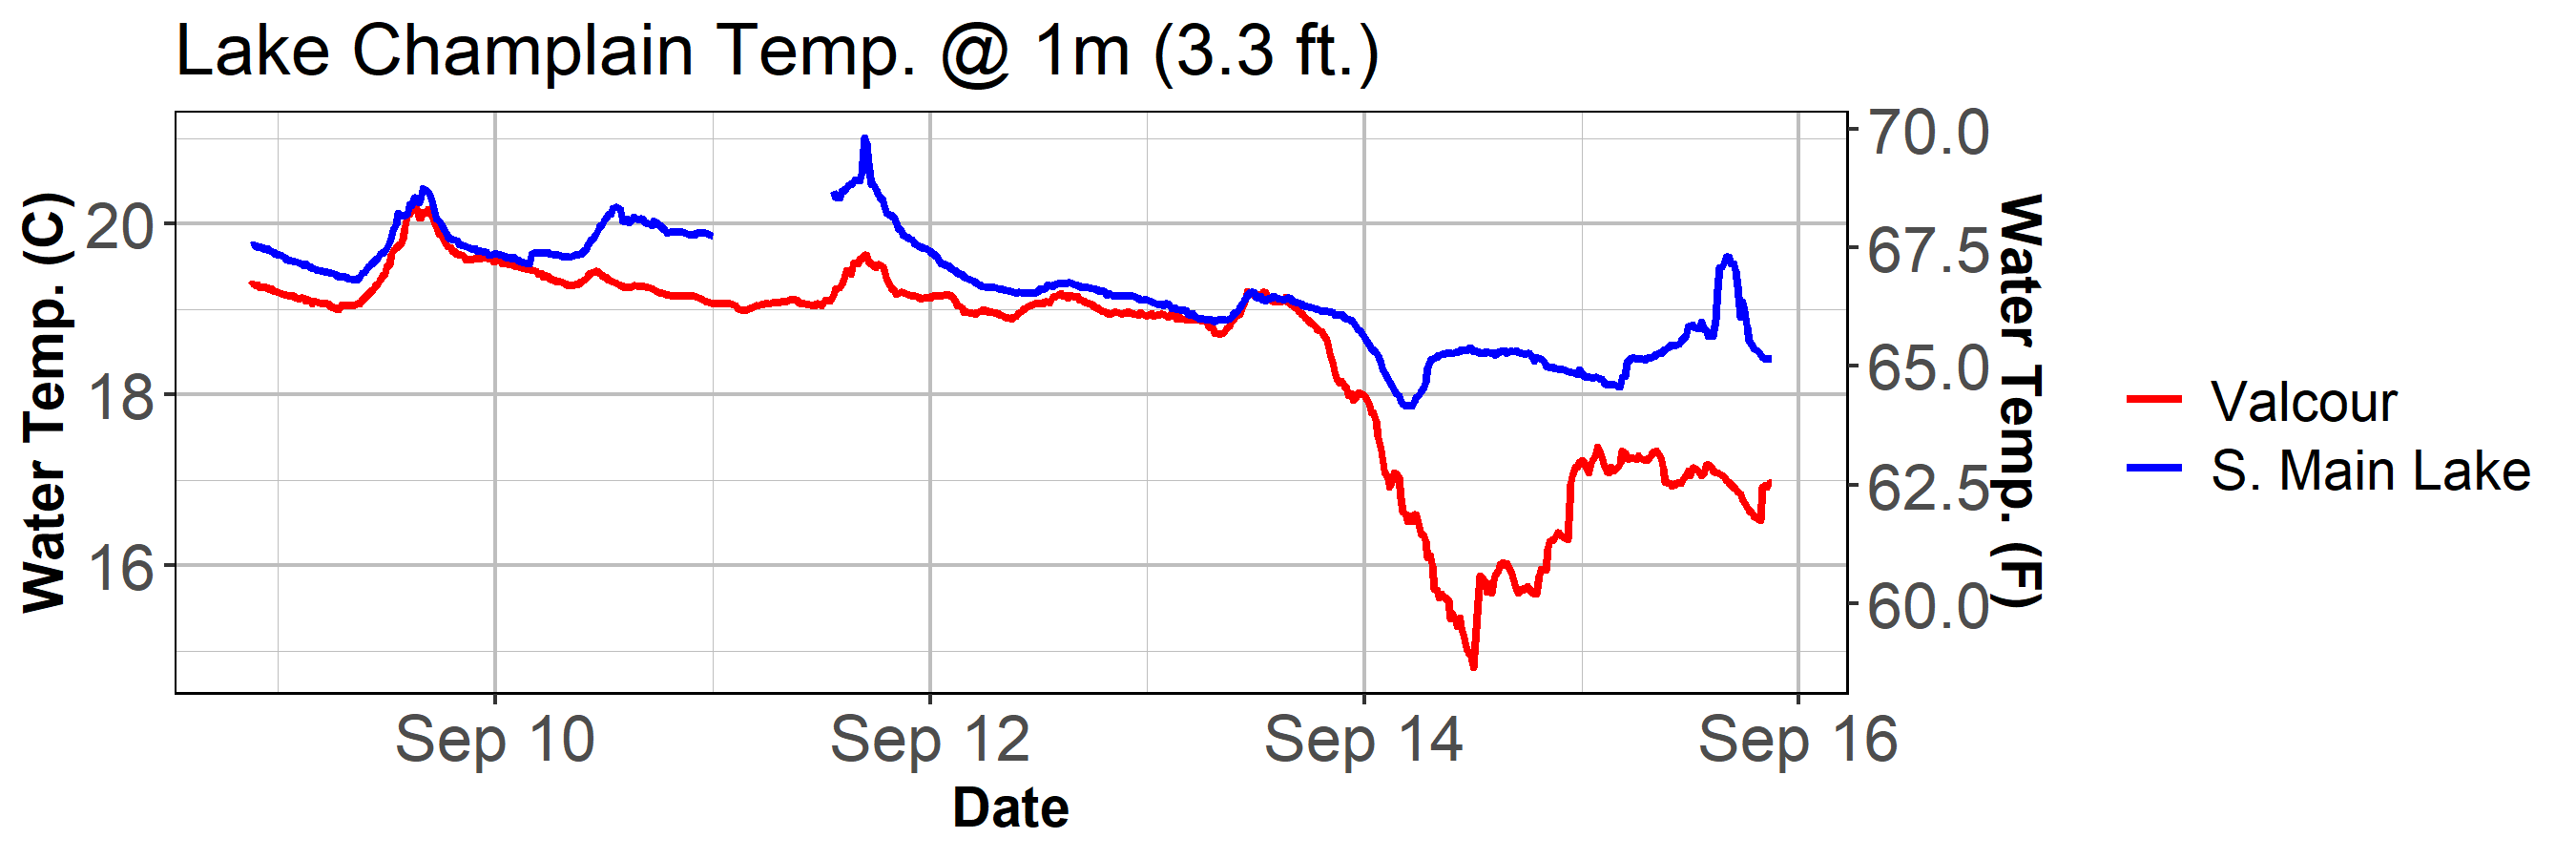 Lake Champlain Temp. @ 1m (3.3 ft.)
Water Temp. (C)
20
18
16
70.0
67.5
65.0
62.5
60.0
Water Temp. (F)
Sep 10
Sep 12
Sep 14
Sep 16
Date
Valcour
S. Main Lake